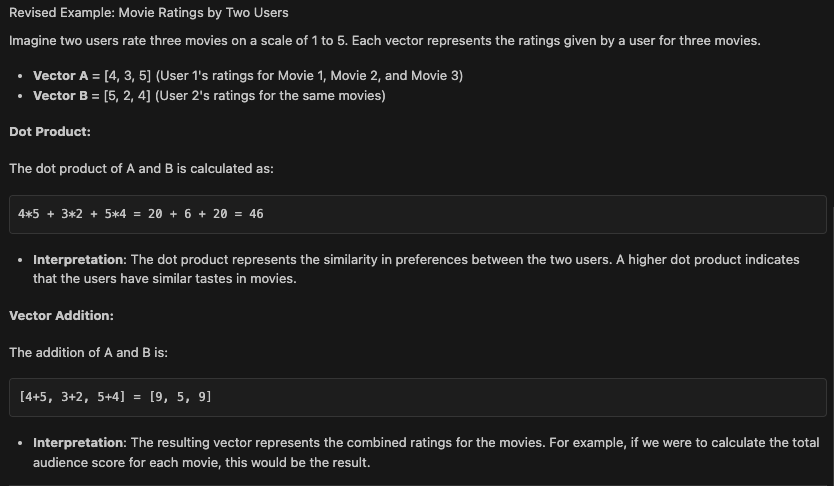 Revised Example: Movie Ratings by Two Users
Imagine two users rate three movies on a scale of 1 to 5. Each vector represents the ratings given by a user for three movies.
• Vector A = [4, 3, 5] (User 1's ratings for Movie 1, Movie 2, and Movie 3)
• Vector B = [5, 2, 4] (User 2's ratings for the same movies)
Dot Product:
The dot product of A and B is calculated as:
4*5 + 3*2 + 5*4 = 20 + 6 + 20 = 46
• Interpretation: The dot product represents the similarity in preferences between the two users. A higher dot product indicates
that the users have similar tastes in movies.
Vector Addition:
The addition of A and B is:
[4+5, 3+2, 5+4] = [9, 5, 9]
• Interpretation: The resulting vector represents the combined ratings for the movies. For example, if we were to calculate the total
audience score for each movie, this would be the result.